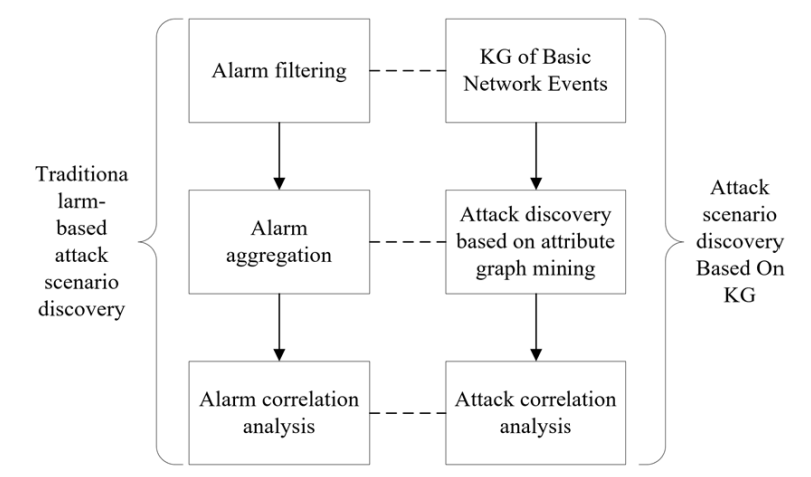 Alarm filtering
KG of Basic
Network Events
Traditiona
larm-
based
attack
scenario
discovery
Alarm
aggregation
Attack discovery
based on attribute
graph mining
Attack
scenario
discovery
Based On
KG
Alarm correlation
analysis
Attack correlation
analysis